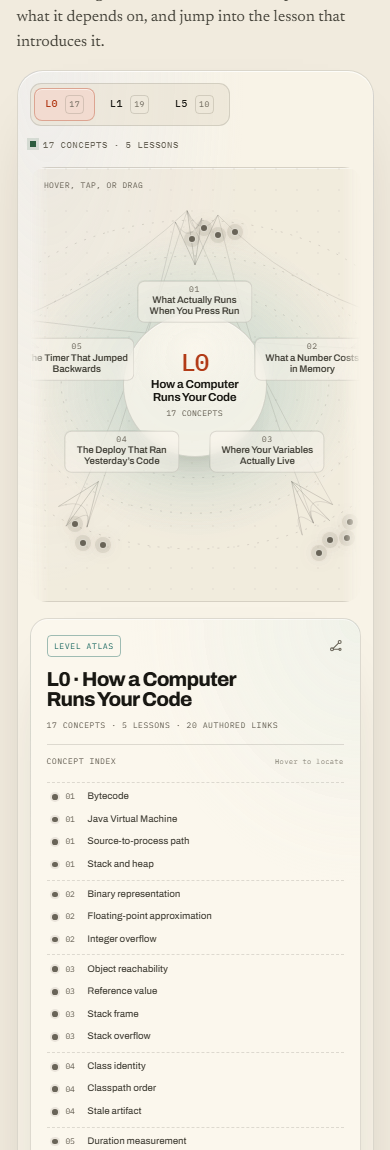 what it depends on, and jump into the lesson that
introduces it.
L0 17 L1 19 L5 10
17 CONCEPTS · 5 LESSONS
HOVER, TAP, OR DRAG
01
What Actually Runs
When You Press Run
05
The Timer That Jumped
Backwards
02
What a Number Costs
in Memory
L0
How a Computer
Runs Your Code
17 CONCEPTS
04
The Deploy That Ran
Yesterday's Code
03
Where Your Variables
Actually Live
LEVEL ATLAS
L0 · How a Computer
Runs Your Code
17 CONCEPTS · 5 LESSONS · 20 AUTHORED LINKS
CONCEPT INDEX Hover to locate
01 Bytecode
01 Java Virtual Machine
01 Source-to-process path
01 Stack and heap
02 Binary representation
02 Floating-point approximation
02 Integer overflow
03 Object reachability
03 Reference value
03 Stack frame
03 Stack overflow
04 Class identity
04 Classpath order
04 Stale artifact
05 Duration measurement